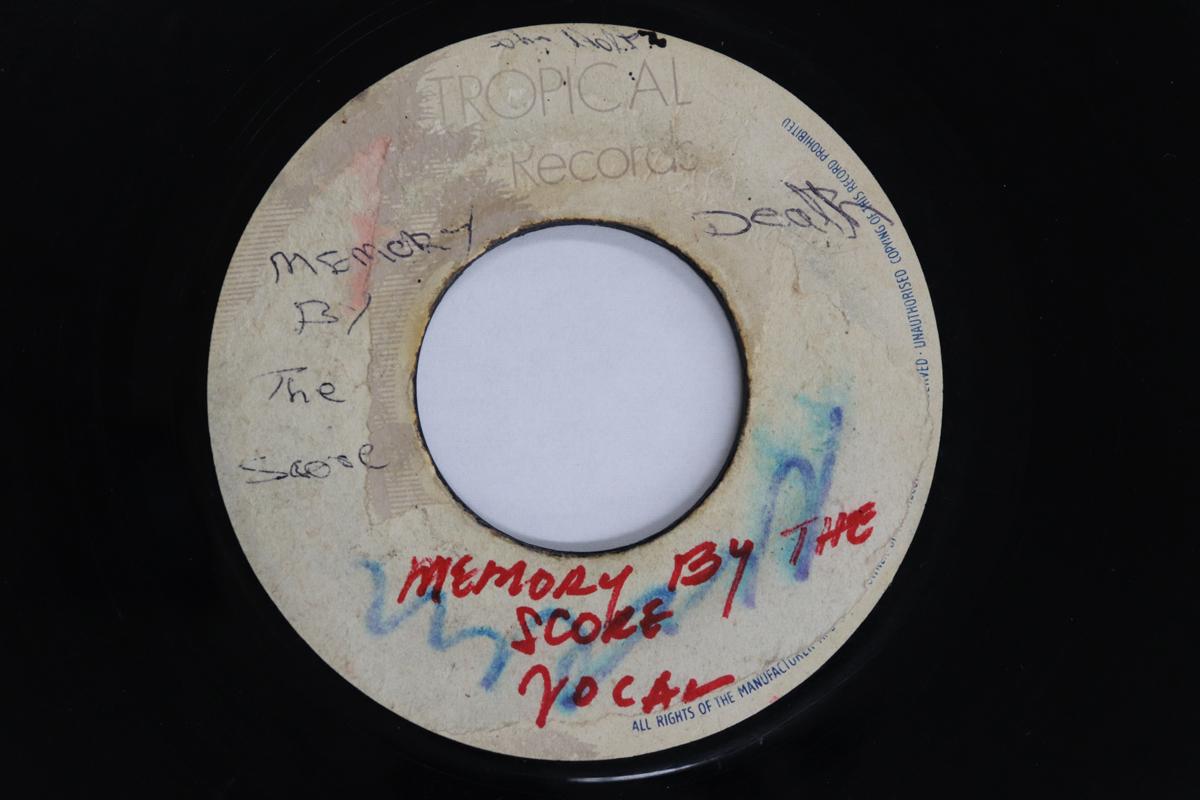 TROPICAL
Records
Death
MEMORY
By
The
Score
MEMORY By THE
SCORE
VOCAL
ALL RIGHTS OF THE MANUFACTURER
UNAUTHORISED COPYING OF THIS RECORD PROHIBITED